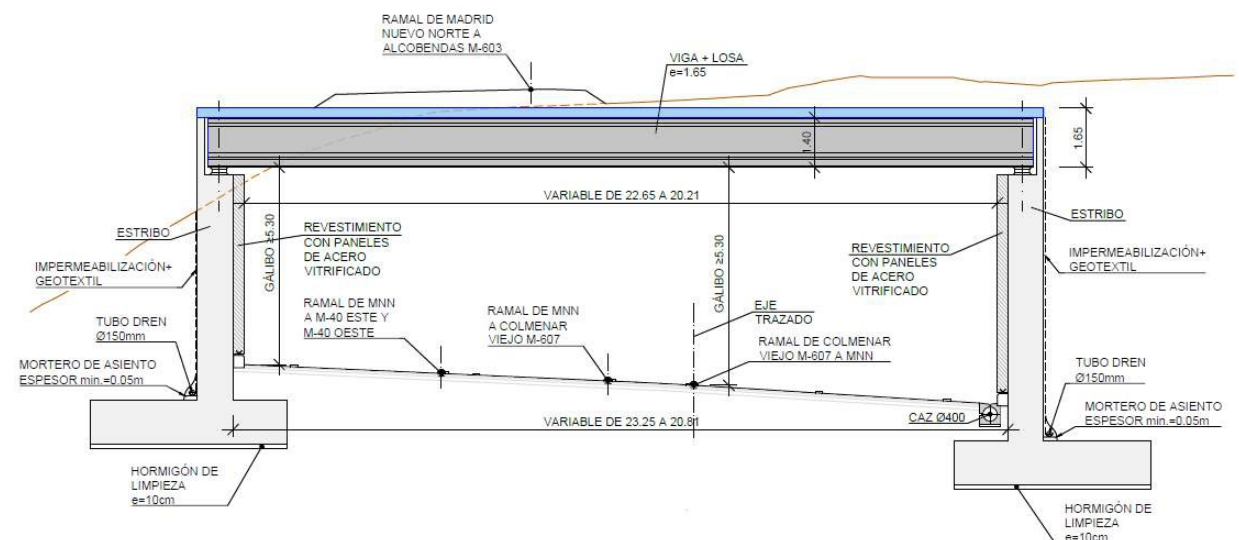 RAMAL DE MADRID
NUEVO NORTE A
ALCOBENDAS M-603
VIGA + LOSA
e=1.65
1.40
1.65
VARIABLE DE 22.65 A 20.21
ESTRIBO
REVESTIMIENTO
CON PANELES
DE ACERO
VITRIFICADO
GÁLIBO ≥5.30
GÁLIBO ≥5.30
REVESTIMIENTO
CON PANELES
DE ACERO
VITRIFICADO
ESTRIBO
IMPERMEABILIZACIÓN+
GEOTEXTIL
IMPERMEABILIZACIÓN+
GEOTEXTIL
RAMAL DE MNN
A M-40 ESTE Y
M-40 OESTE
RAMAL DE MNN
A COLMENAR
VIEJO M-607
EJE
TRAZADO
RAMAL DE COLMENAR
VIEJO M-607 A MNN
TUBO DREN
Ø150mm
MORTERO DE ASIENTO
ESPESOR min.=0.05m
TUBO DREN
Ø150mm
MORTERO DE ASIENTO
ESPESOR min.=0.05m
CAZ Ø400
VARIABLE DE 23.25 A 20.81
HORMIGÓN DE
LIMPIEZA
e=10cm
HORMIGÓN DE
LIMPIEZA
e=10cm